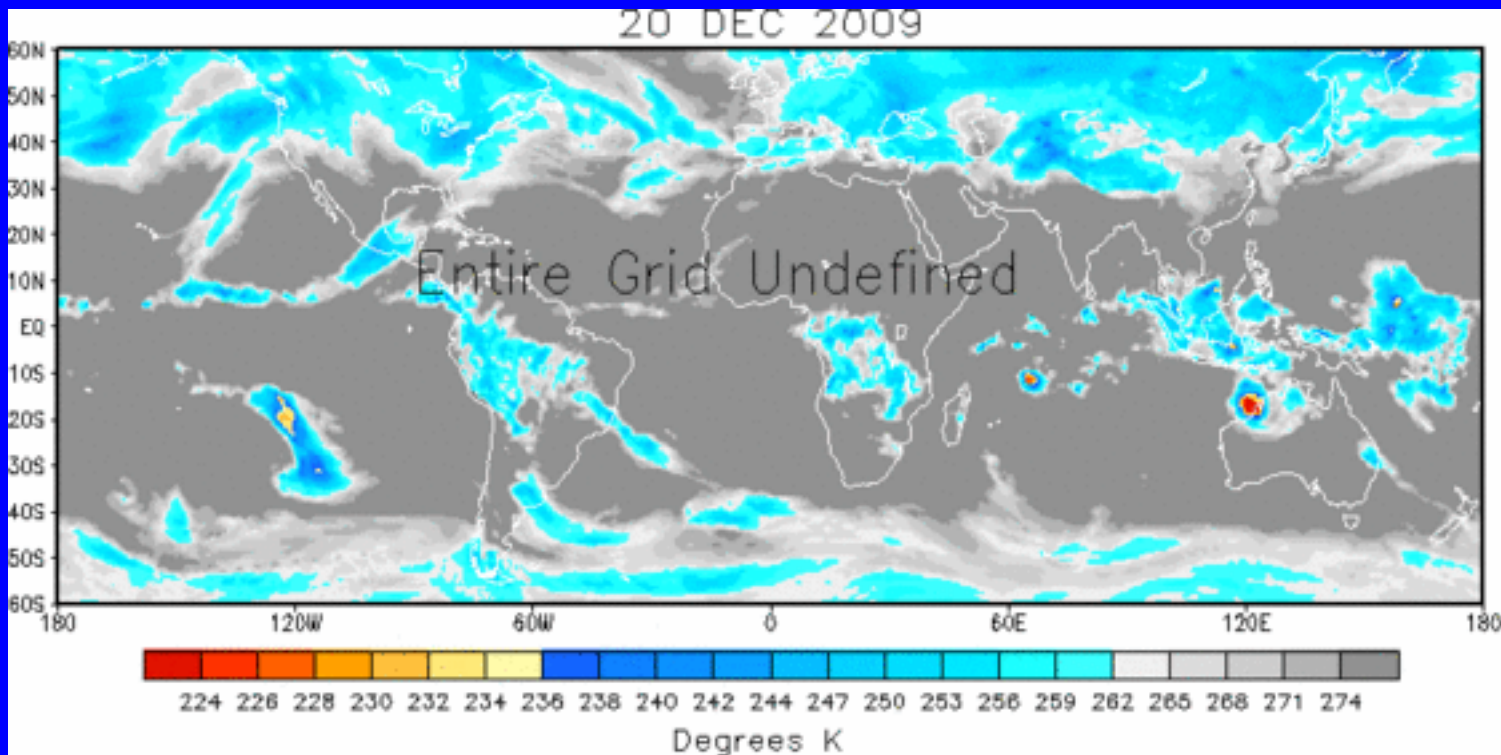 20 DEC 2009
60N
50N
40N
30N
20N
Entire Grid Undefined
10N
EQ
10S
20S
30S
40S
50S
60S
180 120W 60W 0 60E 120E 180
224 226 228 230 232 234 236 238 240 242 244 247 250 253 256 259 262 265 268 271 274
Degrees K